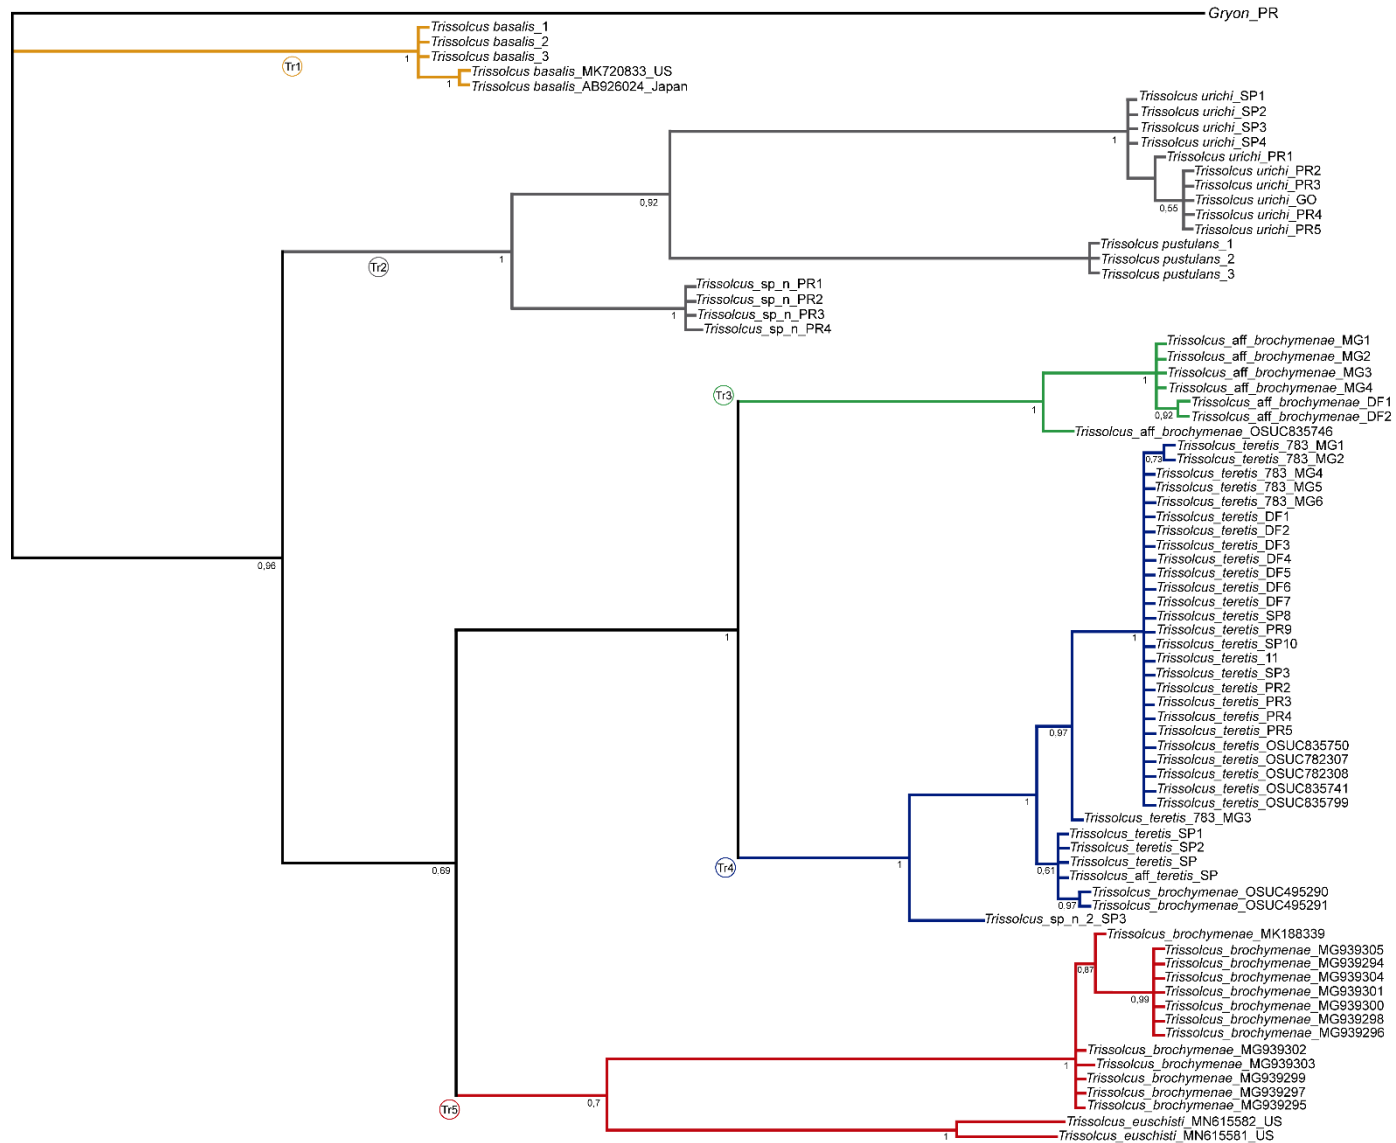 Gryon_PR
Trissolcus basalis_1
Trissolcus basalis_2
Trissolcus basalis_3
Tr1
1
Trissolcus basalis_MK720833_US
1
Trissolcus basalis_AB926024_Japan
Trissolcus urichi_SP1
Trissolcus urichi_SP2
Trissolcus urichi_SP3
1
Trissolcus urichi_SP4
Trissolcus urichi_PR1
Trissolcus urichi_PR2
Trissolcus urichi_PR3
0,92
Trissolcus urichi_GO
0,55
Trissolcus urichi_PR4
Trissolcus urichi_PR5
Trissolcus pustulans_1
Tr2
1
Trissolcus pustulans_2
Trissolcus pustulans_3
Trissolcus_sp_n_PR1
Trissolcus_sp_n_PR2
1
Trissolcus_sp_n_PR3
Trissolcus_sp_n_PR4
Trissolcus_aff_brochymenae_MG1
Trissolcus_aff_brochymenae_MG2
1
Trissolcus_aff_brochymenae_MG3
Trissolcus_aff_brochymenae_MG4
Tr3
1
Trissolcus_aff_brochymenae_DF1
0,92
Trissolcus_aff_brochymenae_DF2
Trissolcus_aff_brochymenae_OSUC835746
Trissolcus_teretis_783_MG1
0,73
Trissolcus_teretis_783_MG2
Trissolcus_teretis_783_MG4
Trissolcus_teretis_783_MG5
Trissolcus_teretis_783_MG6
Trissolcus_teretis_DF1
Trissolcus_teretis_DF2
Trissolcus_teretis_DF3
Trissolcus_teretis_DF4
0,96
Trissolcus_teretis_DF5
Trissolcus_teretis_DF6
Trissolcus_teretis_DF7
Trissolcus_teretis_SP8
1
1
Trissolcus_teretis_PR9
Trissolcus_teretis_SP10
Trissolcus_teretis_11
Trissolcus_teretis_SP3
Trissolcus_teretis_PR2
Trissolcus_teretis_PR3
Trissolcus_teretis_PR4
0,97
Trissolcus_teretis_PR5
Trissolcus_teretis_OSUC835750
Trissolcus_teretis_OSUC782307
Trissolcus_teretis_OSUC782308
Trissolcus_teretis_OSUC835741
1
Trissolcus_teretis_OSUC835799
Trissolcus_teretis_783_MG3
Trissolcus_teretis_SP1
Trissolcus_teretis_SP2
0,69
Tr4
1
0,61
Trissolcus_teretis_SP
Trissolcus_aff_teretis_SP
Trissolcus_brochymenae_OSUC495290
0,97
Trissolcus_brochymenae_OSUC495291
Trissolcus_sp_n_2_SP3
Trissolcus_brochymenae_MK188339
Trissolcus_brochymenae_MG939305
0,87
Trissolcus_brochymenae_MG939294
Trissolcus_brochymenae_MG939304
0,99
Trissolcus_brochymenae_MG939301
Trissolcus_brochymenae_MG939300
Trissolcus_brochymenae_MG939298
Trissolcus_brochymenae_MG939296
Trissolcus_brochymenae_MG939302
1
Trissolcus_brochymenae_MG939303
Trissolcus_brochymenae_MG939299
Trissolcus_brochymenae_MG939297
Tr5
0,7
Trissolcus_brochymenae_MG939295
Trissolcus_euschisti_MN615582_US
1
Trissolcus_euschisti_MN615581_US